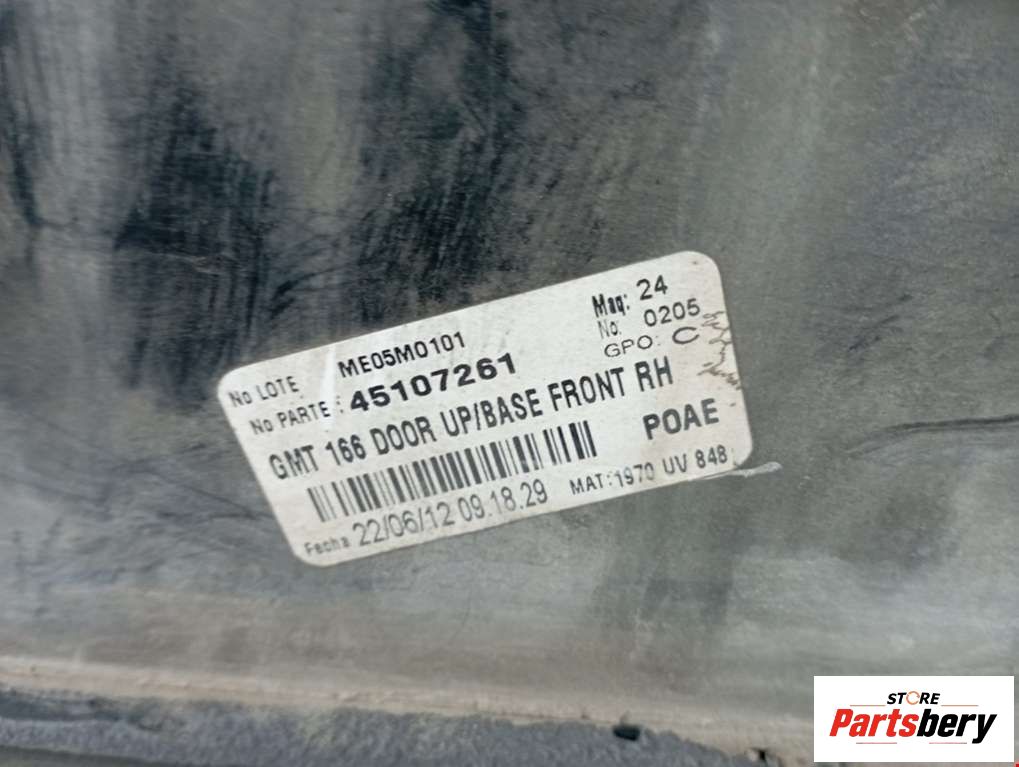 No LOTE: ME05M0101
Maq: 24
No PARTE: 45107261
No: 0205
GPO: C
GMT 166 DOOR UP/BASE FRONT RH
POAE
Fecha 22/06/12 09.18.29
MAT:1970 UV 848
STORE
Partsbery